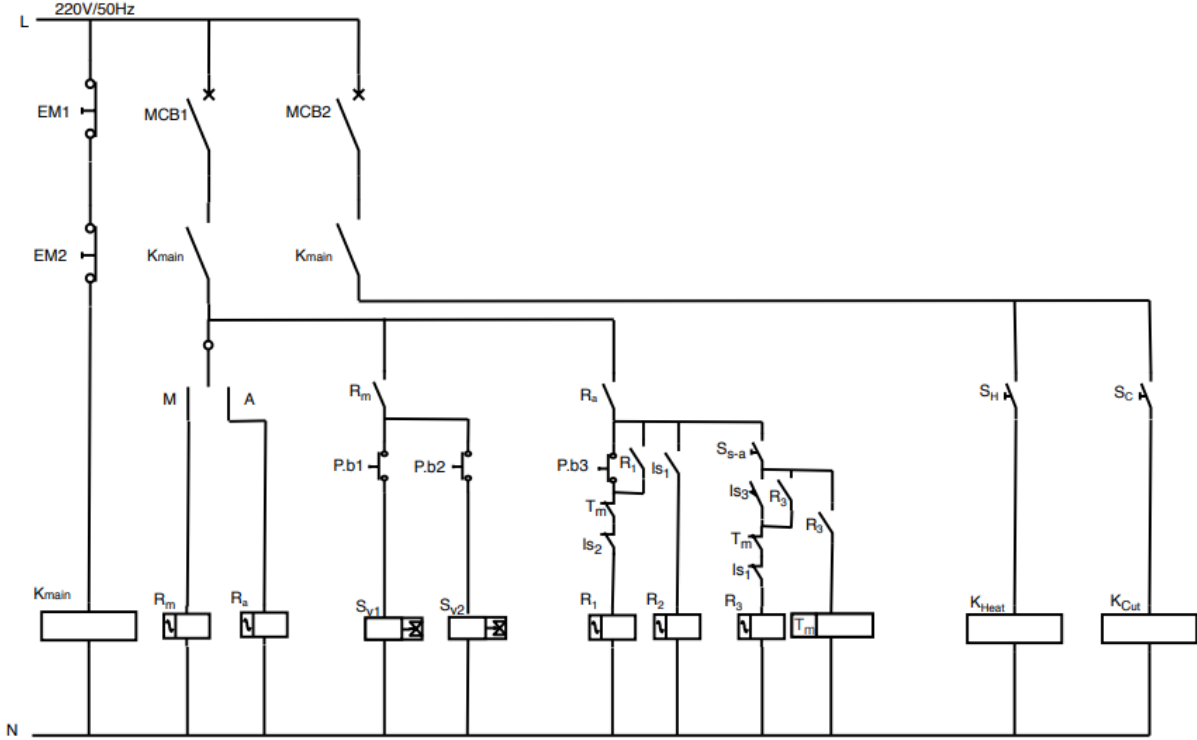 220V/50Hz
L
EM1
MCB1
MCB2
EM2
Kmain
Kmain
M
A
Rm
Ra
SH
SC
P.b1
P.b2
P.b3
R1
Is1
Ss-a
Is3
R3
R3
Tm
Is2
Tm
Is1
Kmain
Rm
Ra
Sv1
Sv2
R1
R2
R3
Tm
KHeat
KCut
N